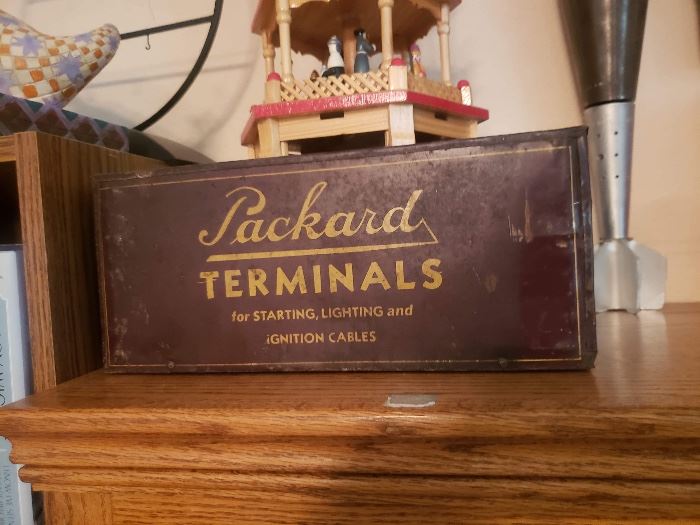 Packard
TERMINALS
for STARTING, LIGHTING and
iGNITION CABLES